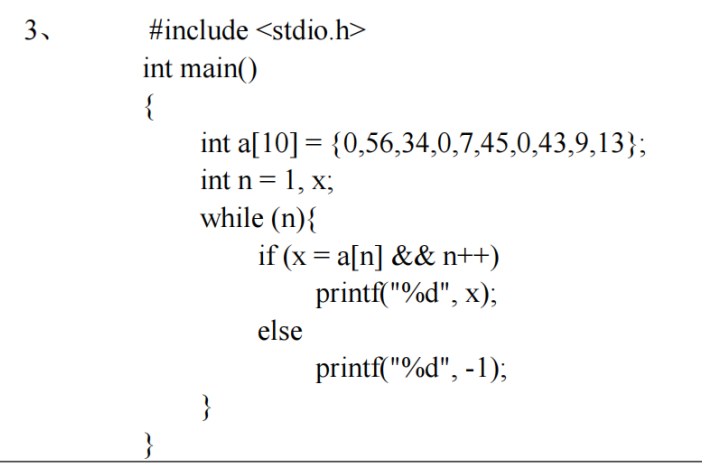 3、 #include <stdio.h>
int main()
{
int a[10] = {0,56,34,0,7,45,0,43,9,13};
int n = 1, x;
while (n){
if (x = a[n] && n++)
printf("%d", x);
else
printf("%d", -1);
}
}